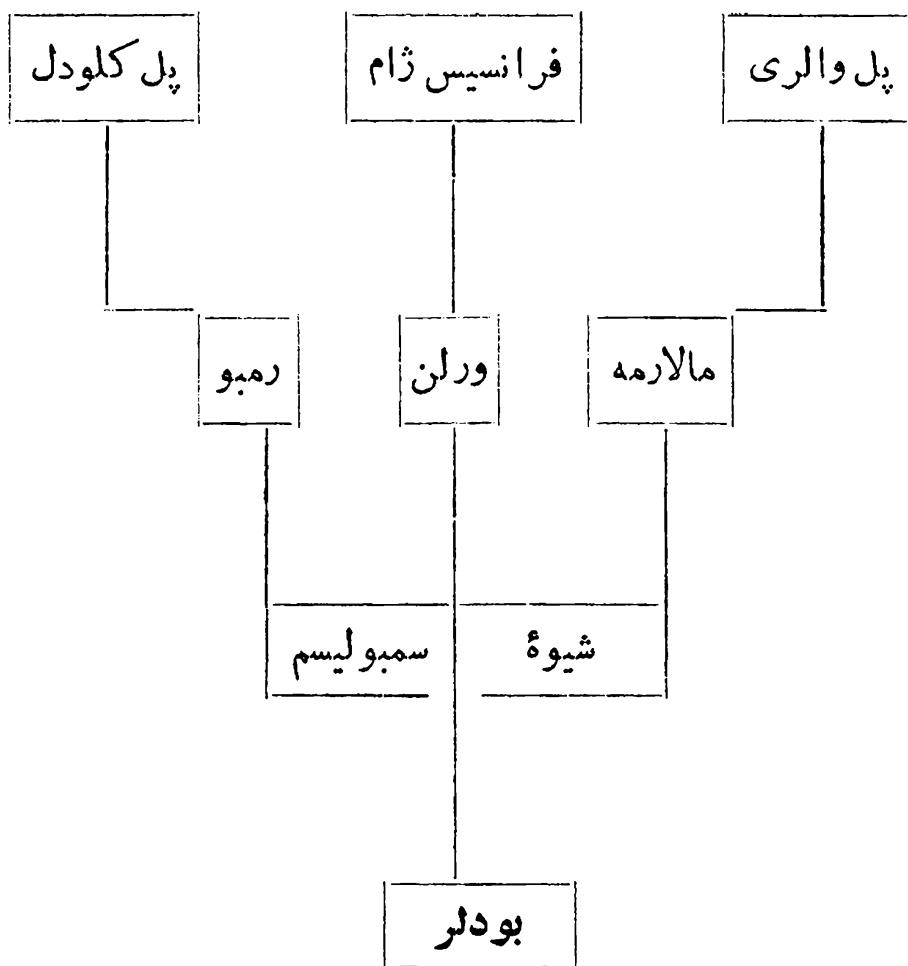 پل والری
فرانسیس ژام
پل کلودل
مالارمه
ورلن
رمبو
شیوهٔ
سمبولیسم
بودلر